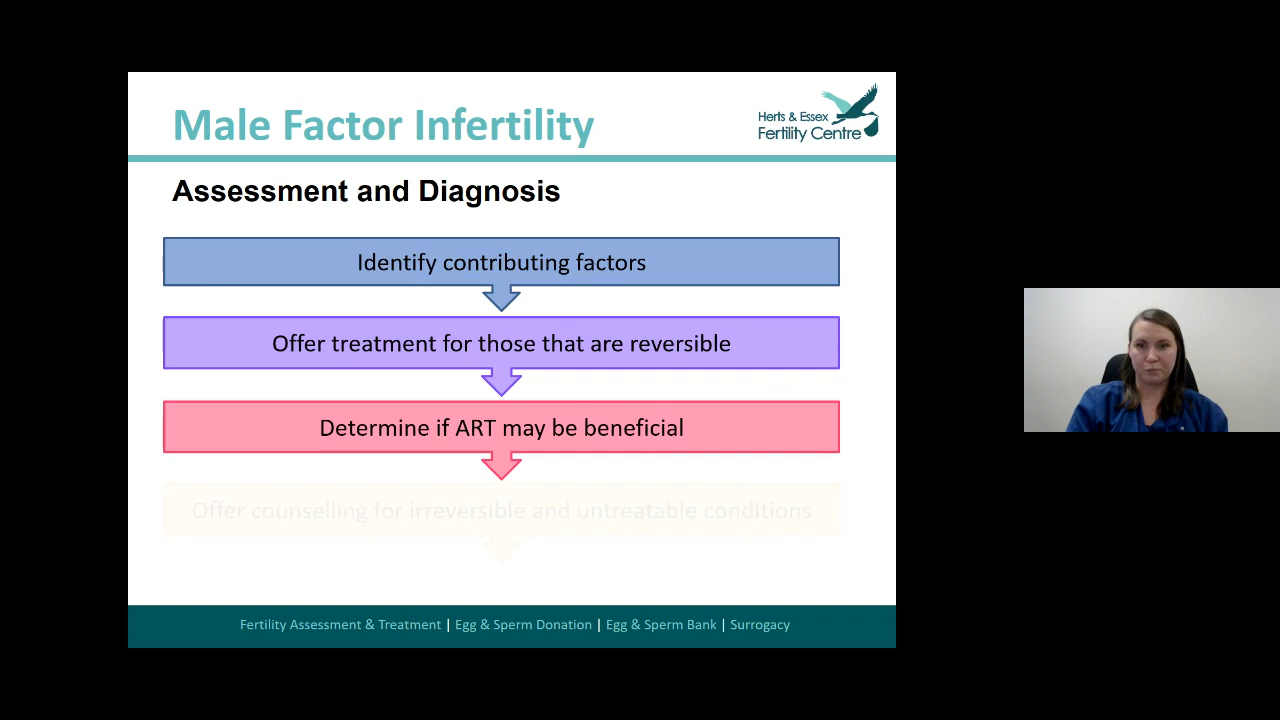 Male Factor Infertility
Herts & Essex
Fertility Centre
Assessment and Diagnosis
Identify contributing factors
Offer treatment for those that are reversible
Determine if ART may be beneficial
Offer counselling for irreversible and untreatable conditions
Fertility Assessment & Treatment | Egg & Sperm Donation | Egg & Sperm Bank | Surrogacy